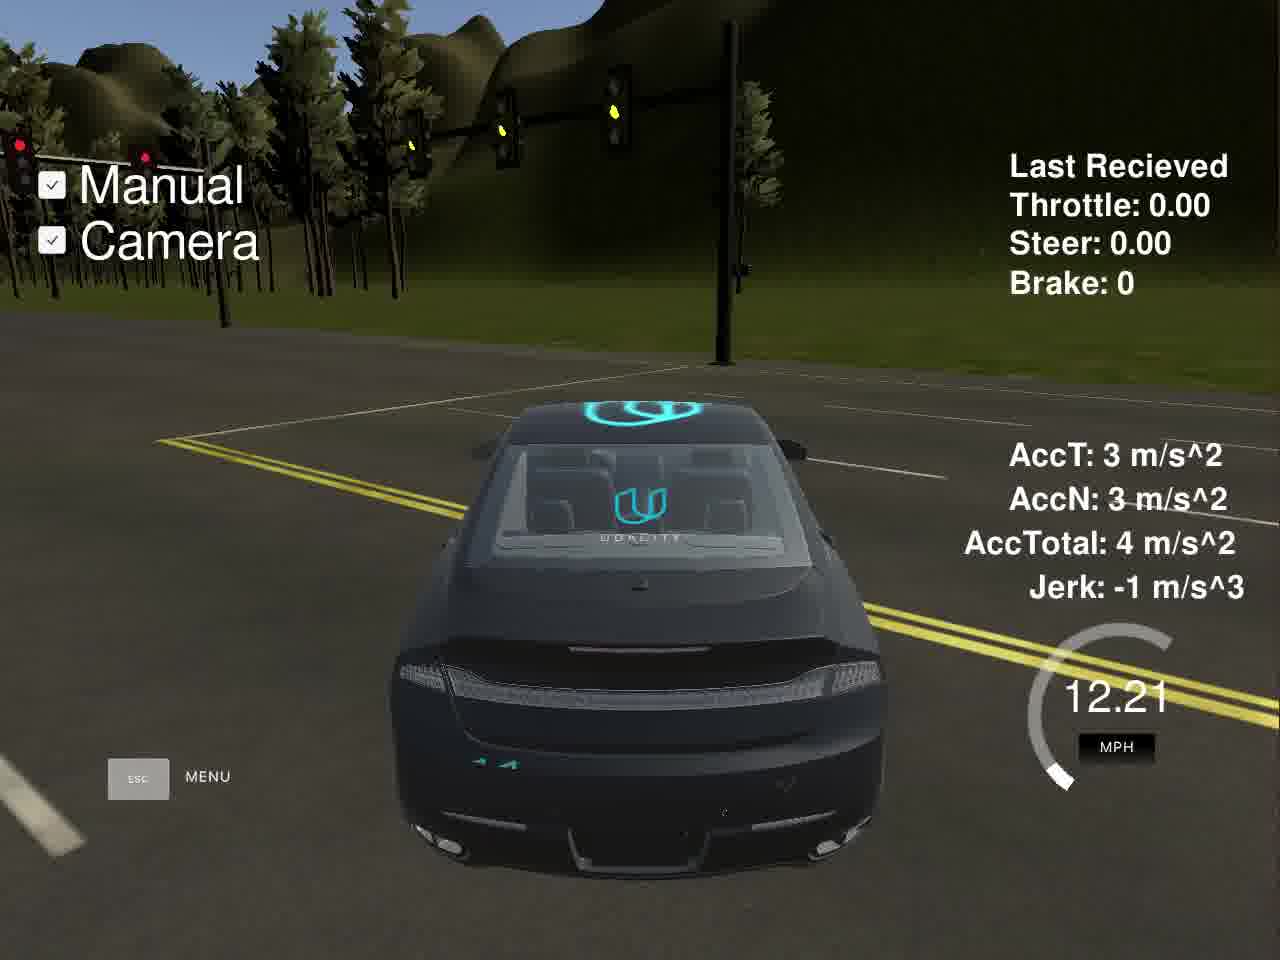 Manual
Camera
Last Recieved
Throttle: 0.00
Steer: 0.00
Brake: 0
AccT: 3 m/s^2
AccN: 3 m/s^2
AccTotal: 4 m/s^2
Jerk: -1 m/s^3
12.21
MPH
UDACITY
ESC MENU